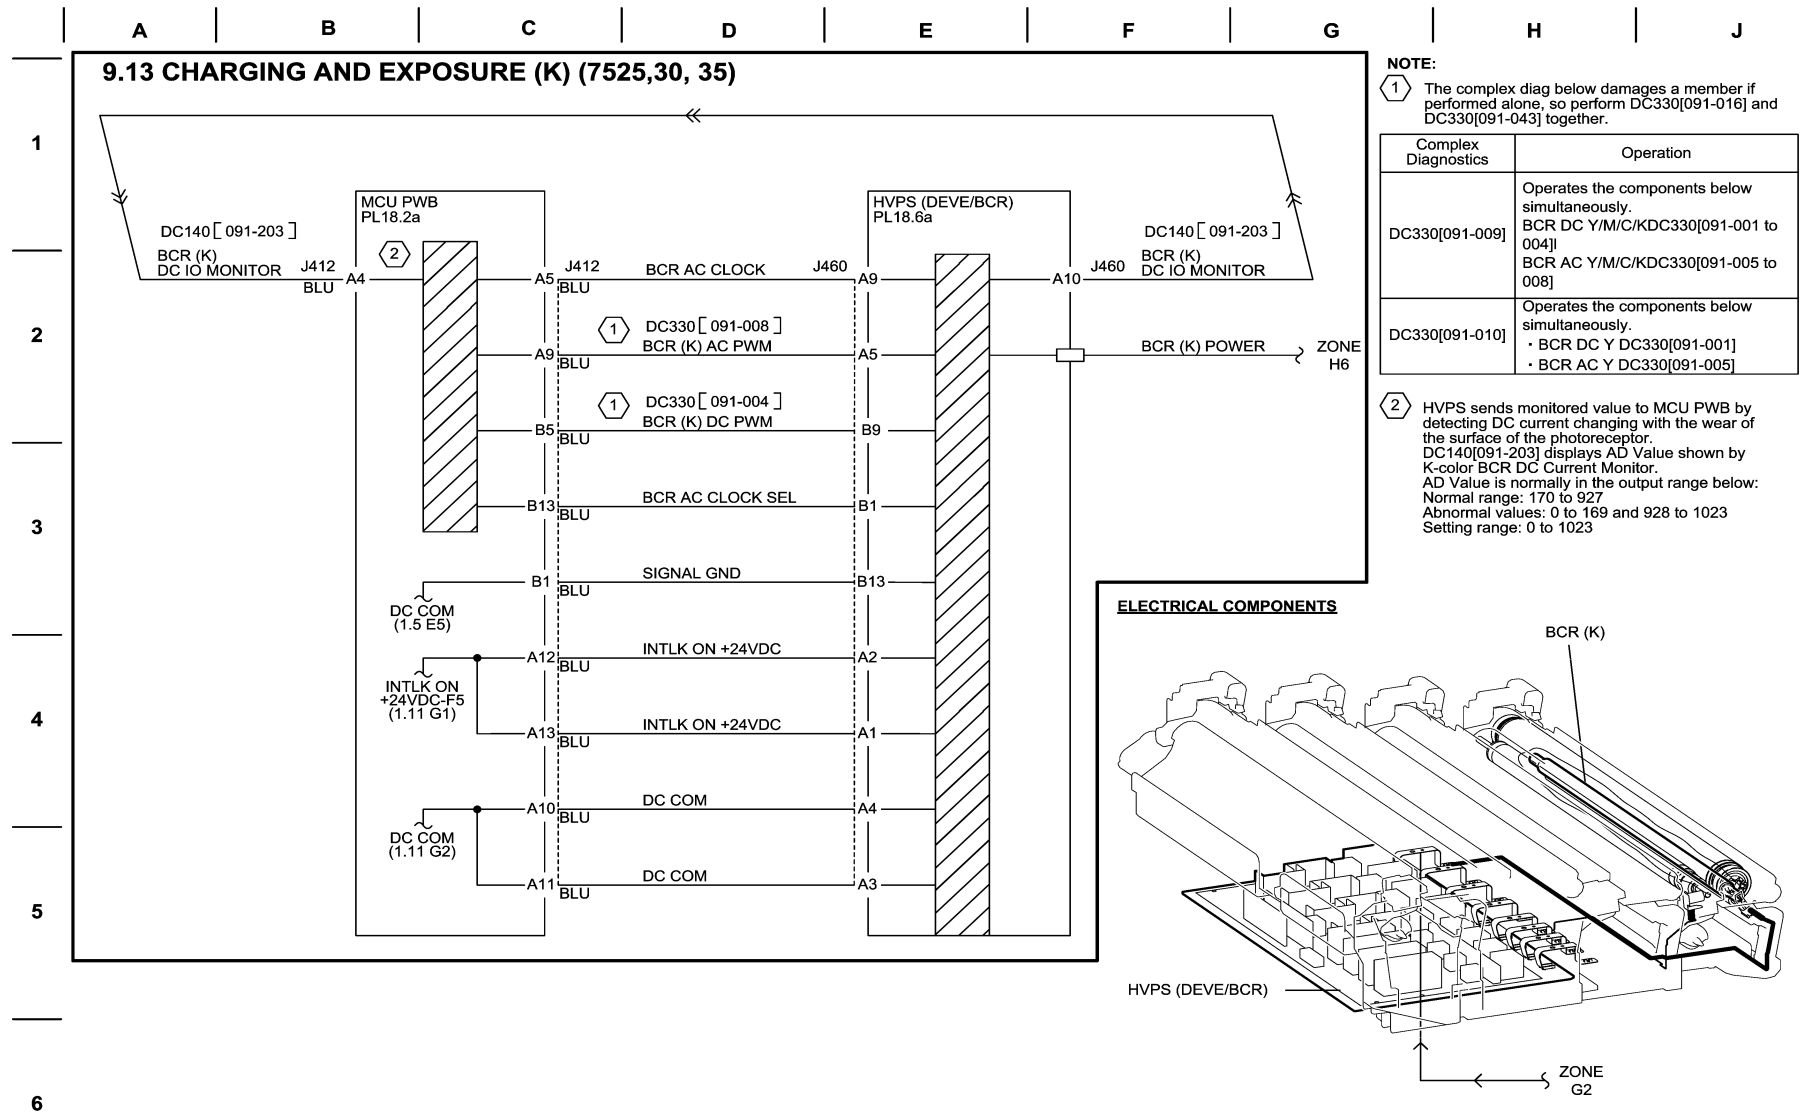 A B C D E F G H J
1
2
3
4
5
6
9.13 CHARGING AND EXPOSURE (K) (7525,30, 35)
MCU PWB
PL18.2a
HVPS (DEVE/BCR)
PL18.6a
DC140[ 091-203 ]
BCR (K)
DC IO MONITOR
J412
BLU
A4
2
A5
J412
BLU
BCR AC CLOCK
J460
A9
A10
J460
DC140[ 091-203 ]
BCR (K)
DC IO MONITOR
1
DC330[ 091-008 ]
A9
BLU
BCR (K) AC PWM
A5
BCR (K) POWER
ZONE
H6
1
DC330[ 091-004 ]
B5
BLU
BCR (K) DC PWM
B9
B13
BLU
BCR AC CLOCK SEL
B1
B1
BLU
SIGNAL GND
B13
DC COM
(1.5 E5)
A12
BLU
INTLK ON +24VDC
A2
INTLK ON
+24VDC-F5
(1.11 G1)
A13
BLU
INTLK ON +24VDC
A1
A10
BLU
DC COM
A4
DC COM
(1.11 G2)
A11
BLU
DC COM
A3
NOTE:
1
The complex diag below damages a member if
performed alone, so perform DC330[091-016] and
DC330[091-043] together.
Complex
Diagnostics
Operation
DC330[091-009]
Operates the components below
simultaneously.
BCR DC Y/M/C/KDC330[091-001 to
004]l
BCR AC Y/M/C/KDC330[091-005 to
008]
DC330[091-010]
Operates the components below
simultaneously.
・BCR DC Y DC330[091-001]
・BCR AC Y DC330[091-005]
2
HVPS sends monitored value to MCU PWB by
detecting DC current changing with the wear of
the surface of the photoreceptor.
DC140[091-203] displays AD Value shown by
K-color BCR DC Current Monitor.
AD Value is normally in the output range below:
Normal range: 170 to 927
Abnormal values: 0 to 169 and 928 to 1023
Setting range: 0 to 1023
ELECTRICAL COMPONENTS
BCR (K)
HVPS (DEVE/BCR)
ZONE
G2